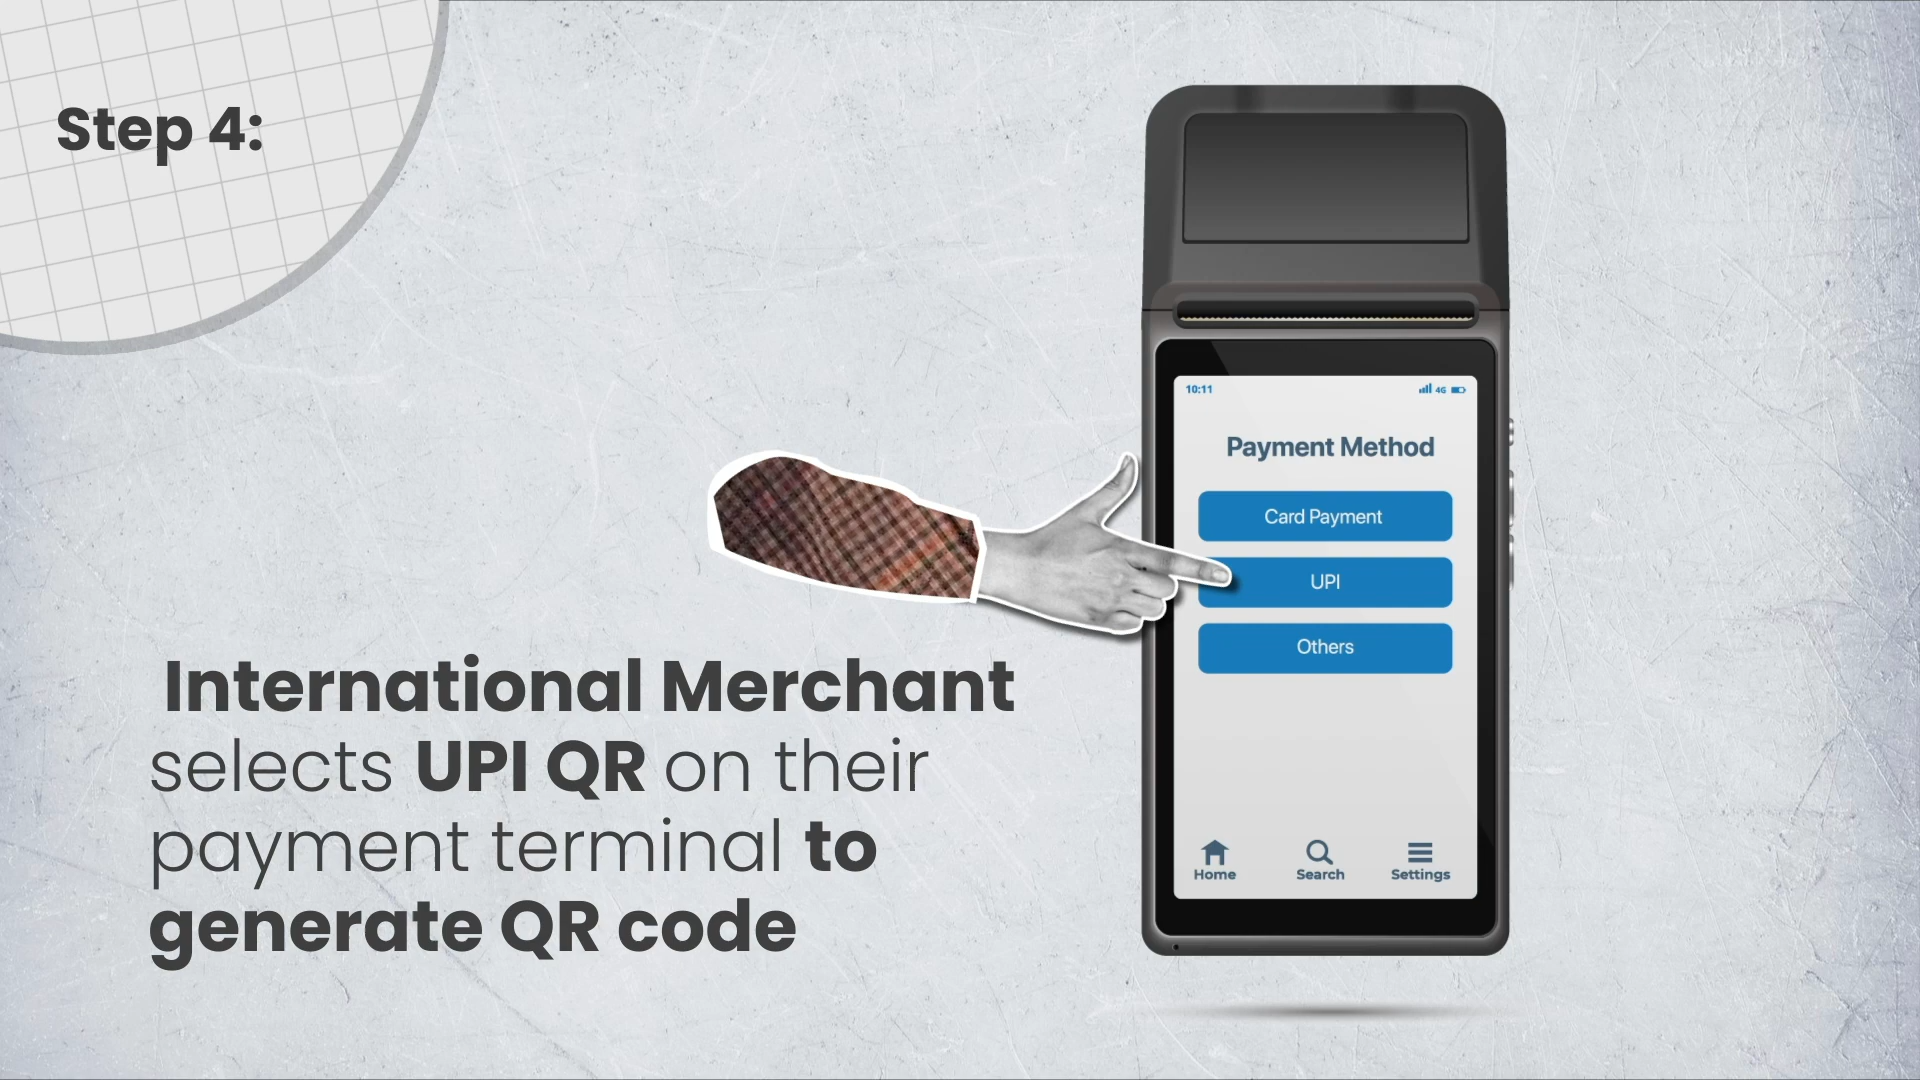 Step 4:
International Merchant
selects UPI QR on their
payment terminal to
generate QR code
10:11
4G
Payment Method
Card Payment
UPI
Others
Home
Search
Settings